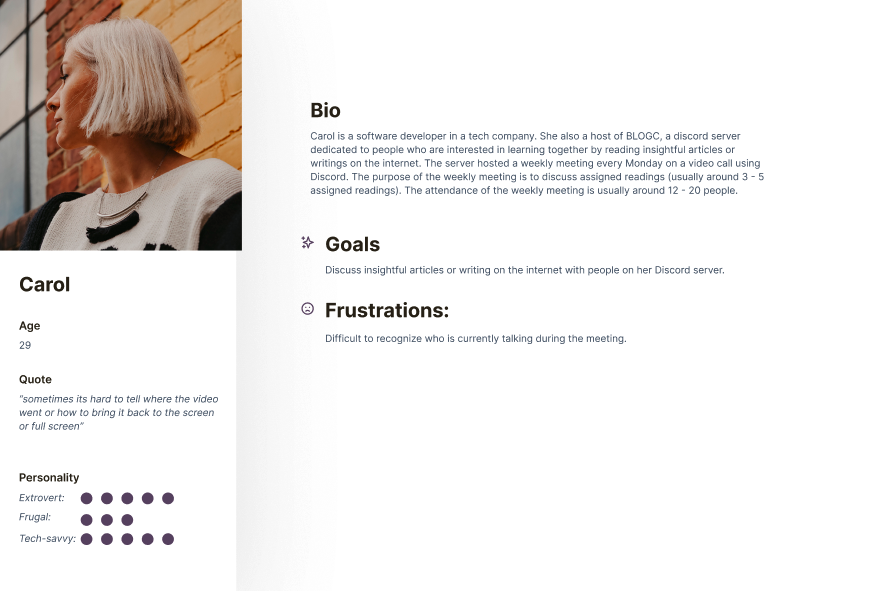 Carol
Age
29
Quote
"sometimes its hard to tell where the video
went or how to bring it back to the screen
or full screen"
Personality
Extrovert:
Frugal:
Tech-savvy:
Bio
Carol is a software developer in a tech company. She also a host of BLOGC, a discord server
dedicated to people who are interested in learning together by reading insightful articles or
writings on the internet. The server hosted a weekly meeting every Monday on a video call using
Discord. The purpose of the weekly meeting is to discuss assigned readings (usually around 3 - 5
assigned readings). The attendance of the weekly meeting is usually around 12 - 20 people.
Goals
Discuss insightful articles or writing on the internet with people on her Discord server.
Frustrations:
Difficult to recognize who is currently talking during the meeting.